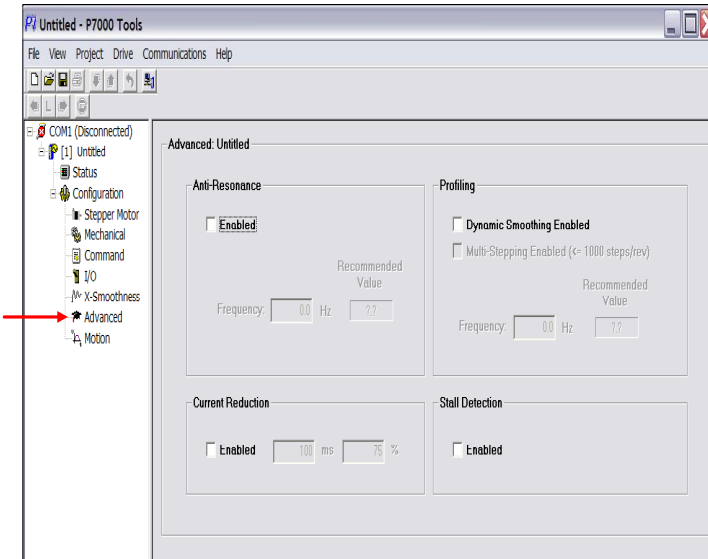 Untitled - P7000 Tools
File View Project Drive Communications Help
COM1 (Disconnected)
[1] Untitled
Status
Configuration
Stepper Motor
Mechanical
Command
I/O
X-Smoothness
Advanced
Motion
Advanced: Untitled
Anti-Resonance
Enabled
Recommended
Value
Frequency: 0.0 Hz ?.?
Profiling
Dynamic Smoothing Enabled
Multi-Stepping Enabled (<= 1000 steps/rev)
Recommended
Value
Frequency: 0.0 Hz ?.?
Current Reduction
Enabled 100 ms 75 %
Stall Detection
Enabled